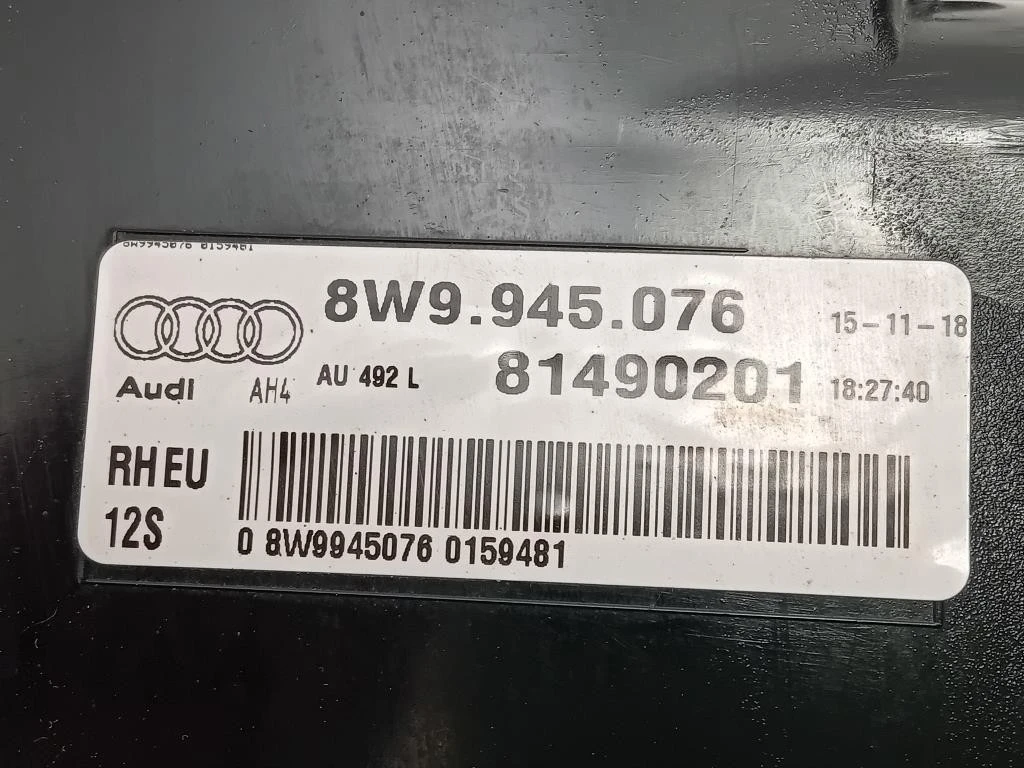 8W9945076 0159481
8W9.945.076 15-11-18
Audi AH4 AU 492 L 81490201 18:27:40
RH EU
12S
0 8W9945076 0159481